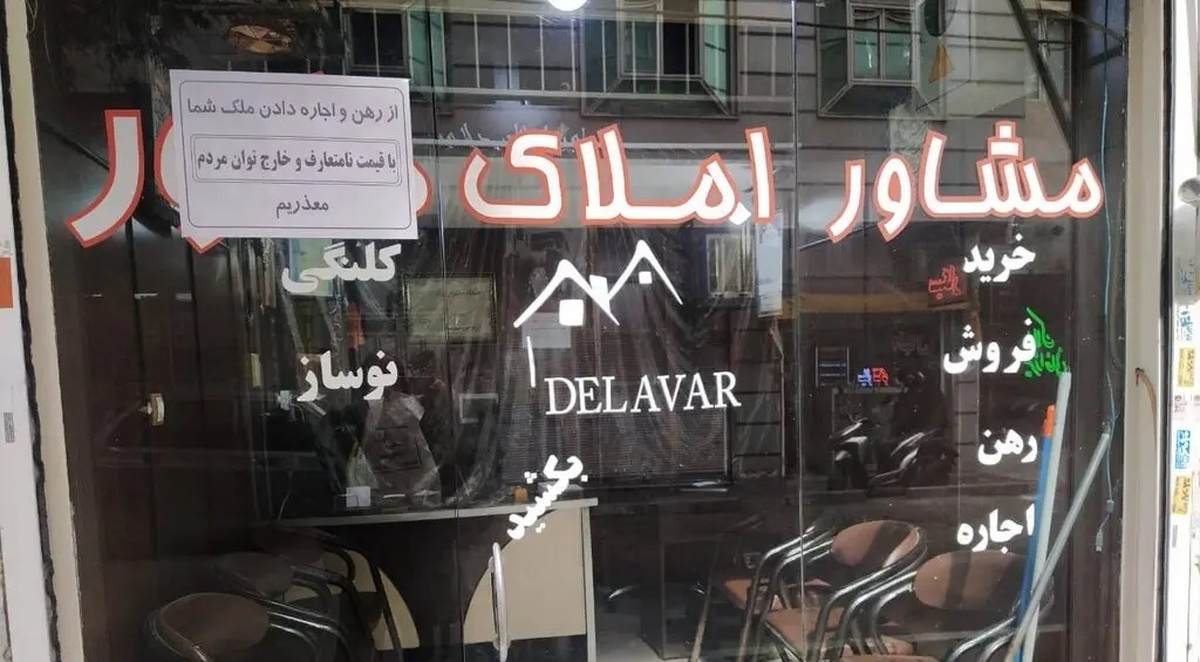 از رهن و اجاره دادن ملک شما
با قیمت نامتعارف و خارج توان مردم
معذریم
مشاور املاک
خرید
فروش
رهن
اجاره
کلنگی
نوساز
DELAVAR
بکشید